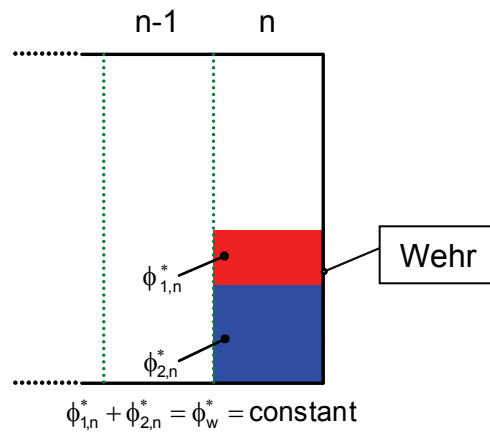 n-1 n
Wehr
ϕ*1,n
ϕ*2,n
ϕ*1,n + ϕ*2,n = ϕ*w = constant